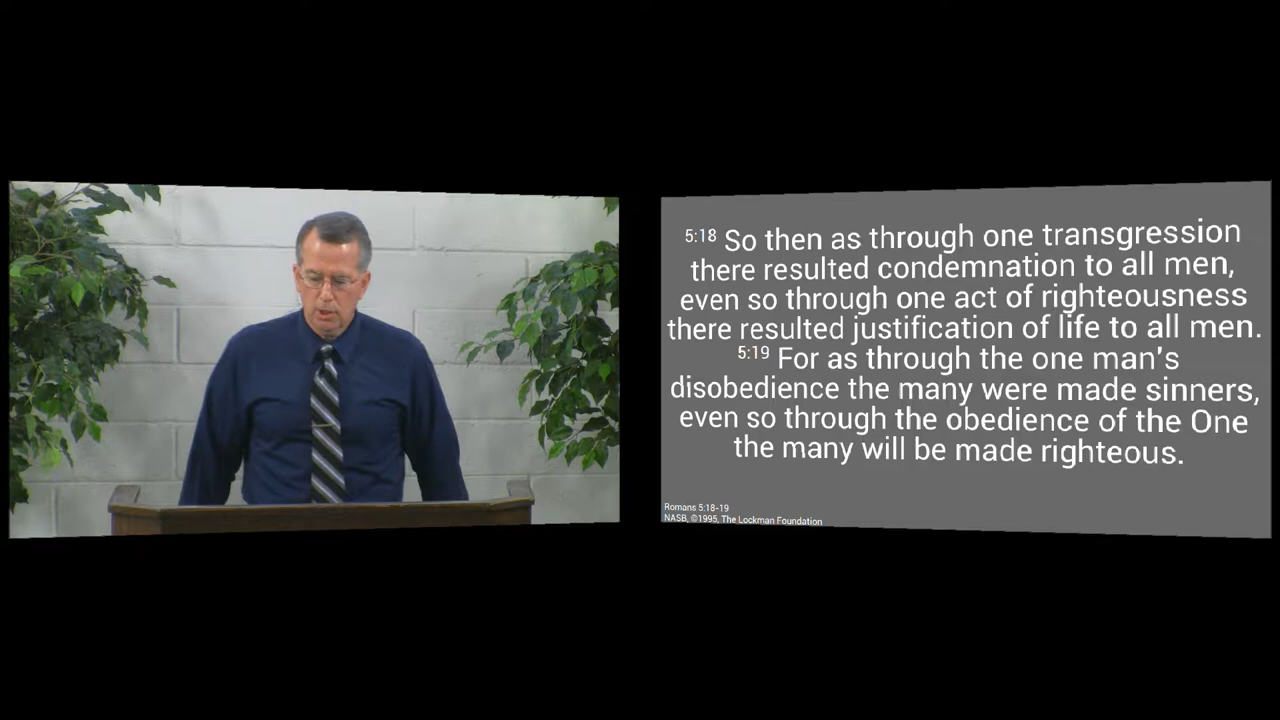 5:18 So then as through one transgression
there resulted condemnation to all men,
even so through one act of righteousness
there resulted justification of life to all men.
5:19 For as through the one man's
disobedience the many were made sinners,
even so through the obedience of the One
the many will be made righteous.
Romans 5:18-19
NASB, ©1995, The Lockman Foundation